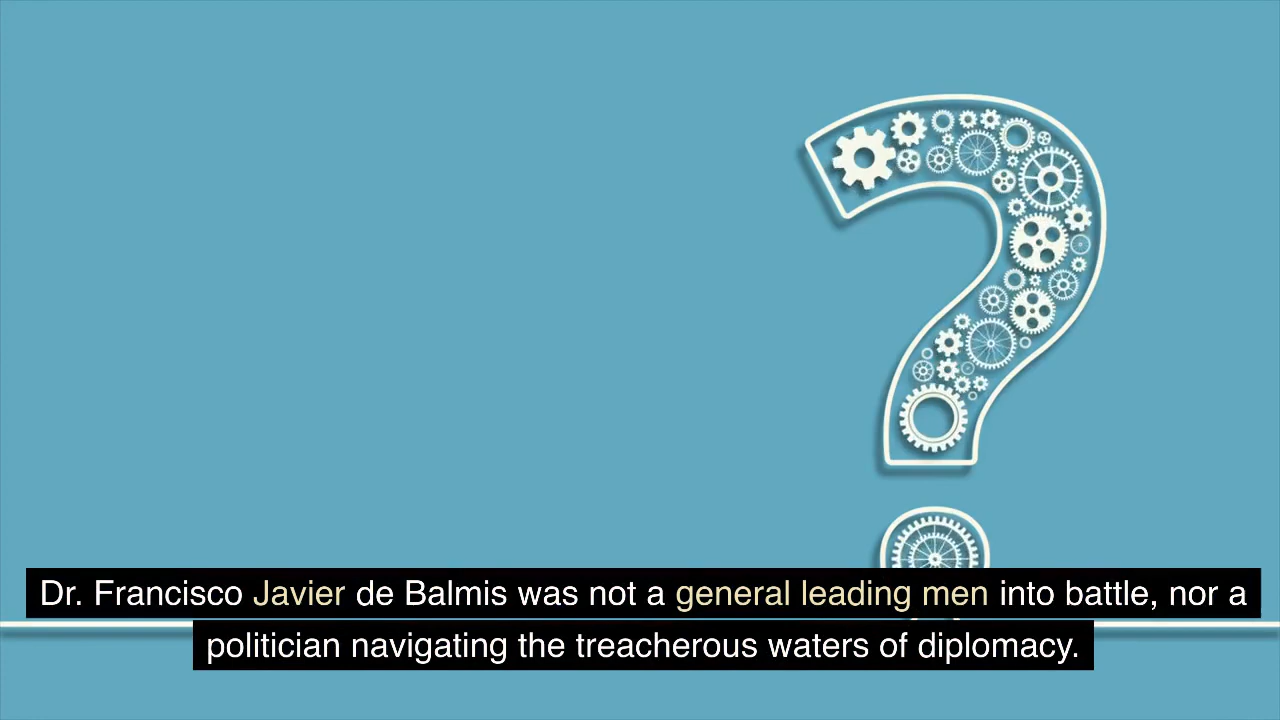 Dr. Francisco Javier de Balmis was not a general leading men into battle, nor a
politician navigating the treacherous waters of diplomacy.